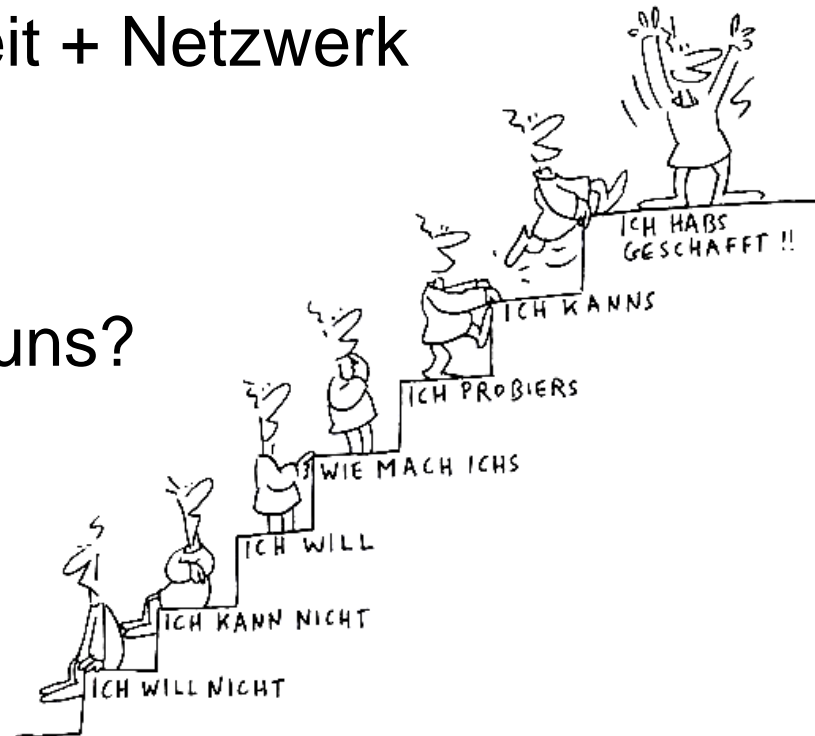 eit + Netzwerk
ICH HABS
GESCHAFFT !!
ICH KANNS
uns?
ICH PROBIERS
WIE MACH ICHS
ICH WILL
ICH KANN NICHT
ICH WILL NICHT